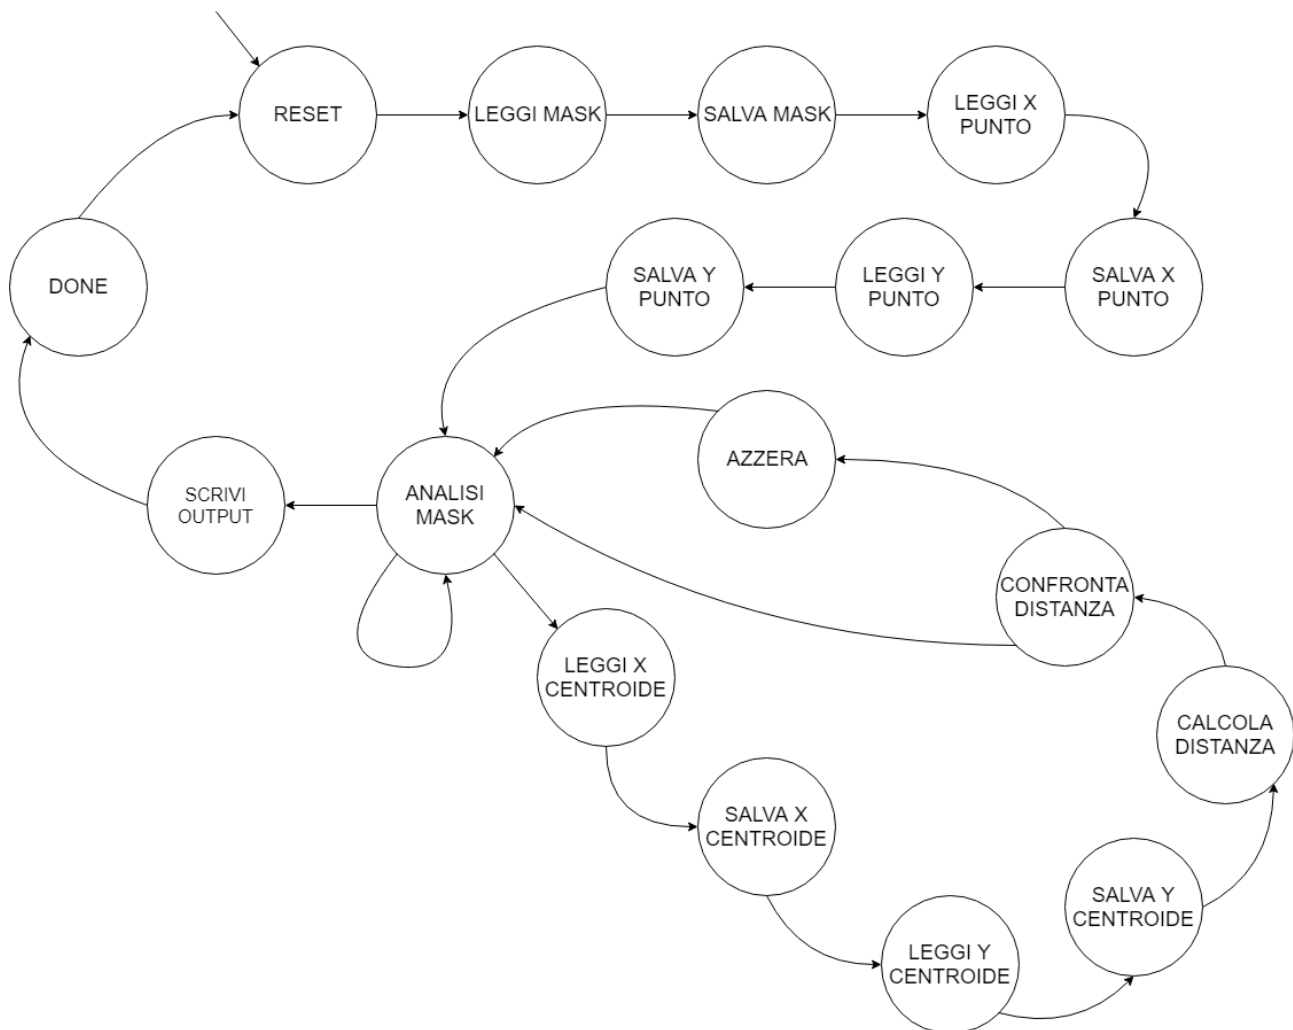 RESET
LEGGI MASK
SALVA MASK
LEGGI X
PUNTO
SALVA X
PUNTO
LEGGI Y
PUNTO
SALVA Y
PUNTO
DONE
AZZERA
ANALISI
MASK
SCRIVI
OUTPUT
CONFRONTA
DISTANZA
LEGGI X
CENTROIDE
CALCOLA
DISTANZA
SALVA X
CENTROIDE
SALVA Y
CENTROIDE
LEGGI Y
CENTROIDE